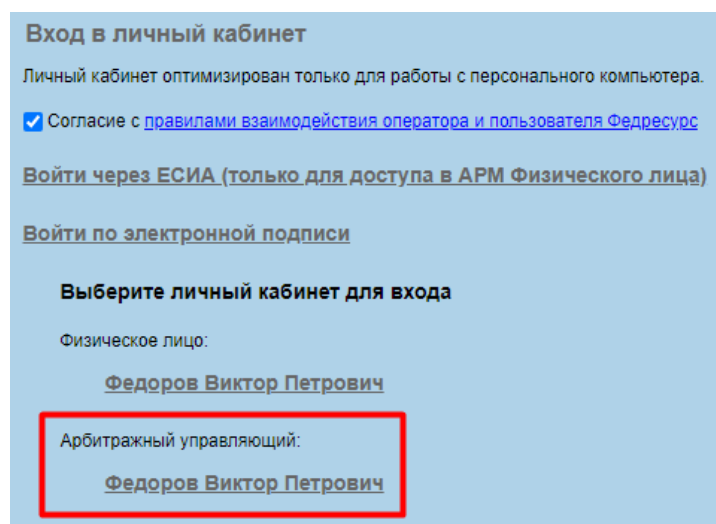 Вход в личный кабинет
Личный кабинет оптимизирован только для работы с персонального компьютера.
Согласие с правилами взаимодействия оператора и пользователя Федресурс
Войти через ЕСИА (только для доступа в АРМ Физического лица)
Войти по электронной подписи
Выберите личный кабинет для входа
Физическое лицо:
Федоров Виктор Петрович
Арбитражный управляющий:
Федоров Виктор Петрович